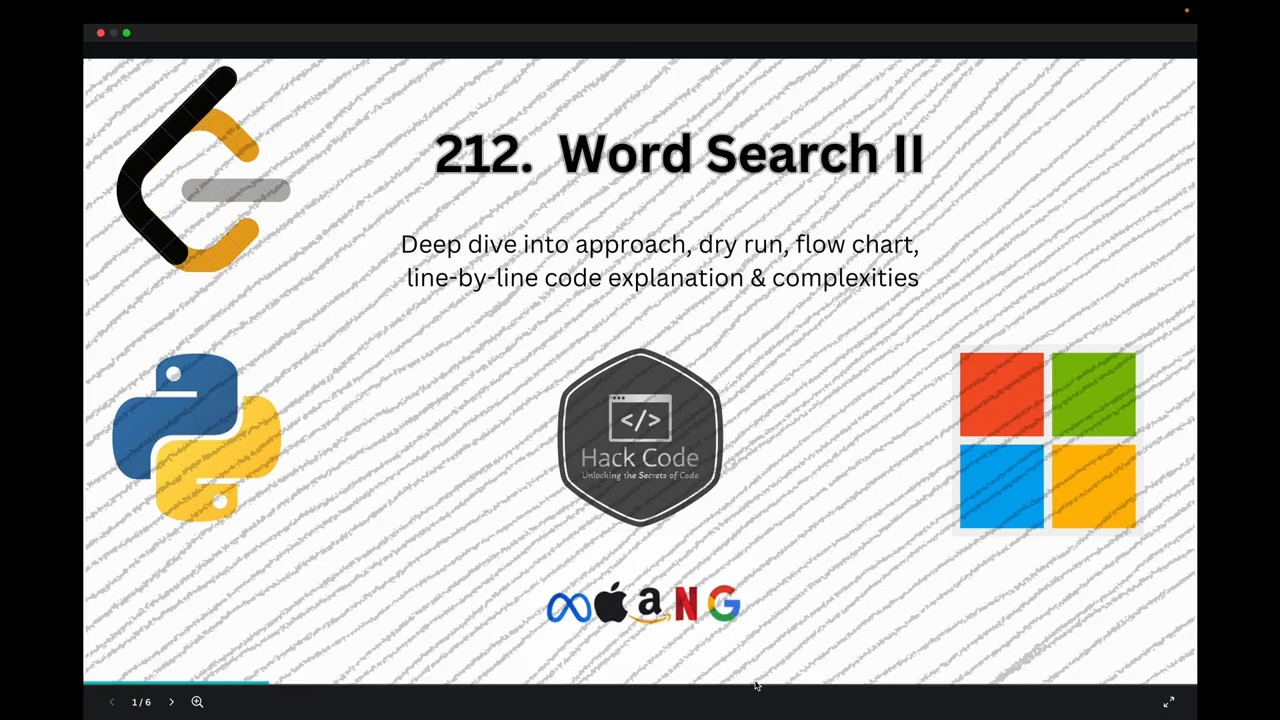 212. Word Search II
Deep dive into approach, dry run, flow chart,
line-by-line code explanation & complexities
</>
Hack Code
Unlocking the Secrets of Code
a N G
1 / 6